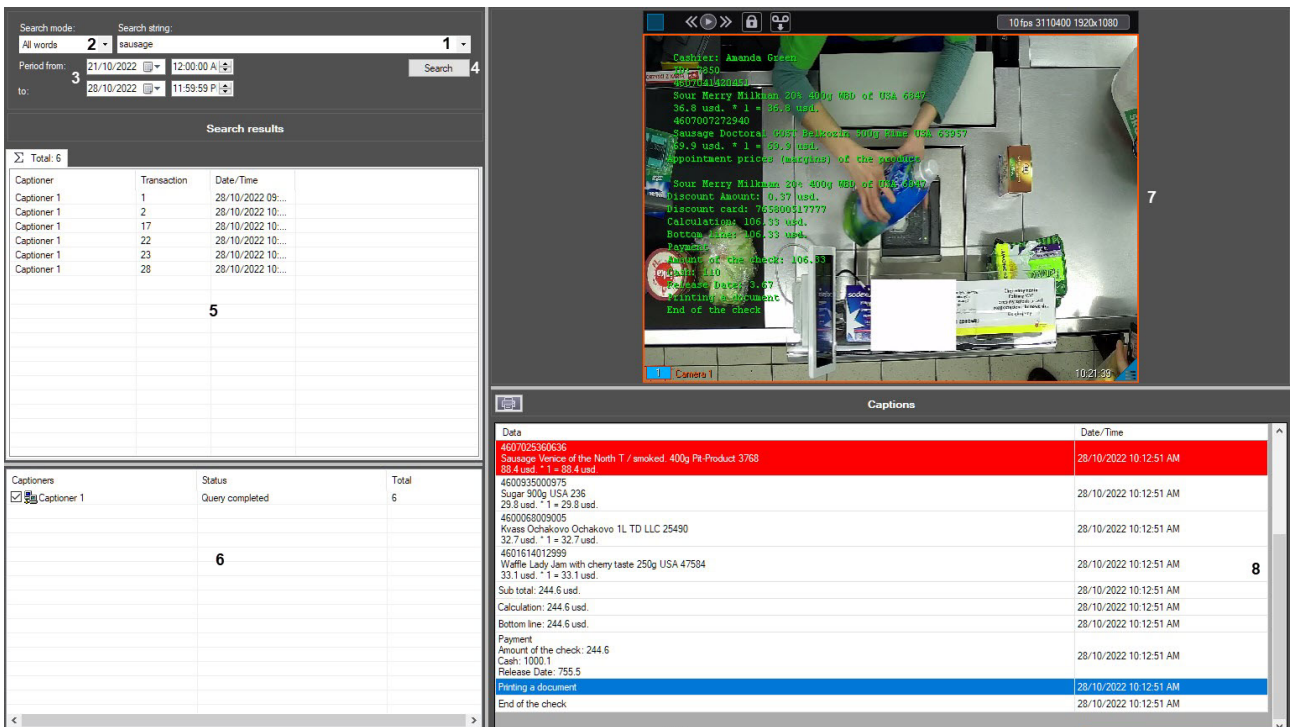 Search mode:
Search string:
All words
2
sausage
1
Period from:
3
21/10/2022
12:00:00 A
Search
4
to:
28/10/2022
11:59:59 P
Search results
Σ Total: 6
Captioner Transaction Date/Time
Captioner 1 1 28/10/2022 09:...
Captioner 1 2 28/10/2022 10:...
Captioner 1 17 28/10/2022 10:...
Captioner 1 22 28/10/2022 10:...
Captioner 1 23 28/10/2022 10:...
Captioner 1 28 28/10/2022 10:...
5
Captioners Status Total
Captioner 1 Query completed 6
6
10 fps 3110400 1920x1080
Cashier: Amanda Green
4607041420451
Sour Merry Milkman 20% 400g WBD of USA 6847
36.8 usd. * 1 = 36.8 usd.
4607007272940
Sausage Doctoral GOST Belkozin 500g Rime USA 63957
69.9 usd. * 1 = 69.9 usd.
Appointment prices (margins) of the product
Sour Merry Milkman 20% 400g WBD of USA 6847
Discount Amount: 0.37 usd.
Discount card: 765800517777
Calculation: 106.33 usd.
Bottom line: 106.33 usd.
Payment
Amount of the check: 106.33
Cash: 110
Release Date: 3.67
Printing a document
End of the check
1 Camera 1
10:21:39
7
Captions
Data Date/Time
4607025360636
Sausage Venice of the North T / smoked. 400g Pit-Product 3768
88.4 usd. * 1 = 88.4 usd.
28/10/2022 10:12:51 AM
4600935000975
Sugar 900g USA 236
29.8 usd. * 1 = 29.8 usd.
28/10/2022 10:12:51 AM
4600068009005
Kvass Ochakovo Ochakovo 1L TD LLC 25490
32.7 usd. * 1 = 32.7 usd.
28/10/2022 10:12:51 AM
4601614012999
Waffle Lady Jam with cherry taste 250g USA 47584
33.1 usd. * 1 = 33.1 usd.
28/10/2022 10:12:51 AM
8
Sub total: 244.6 usd. 28/10/2022 10:12:51 AM
Calculation: 244.6 usd. 28/10/2022 10:12:51 AM
Bottom line: 244.6 usd. 28/10/2022 10:12:51 AM
Payment
Amount of the check: 244.6
Cash: 1000.1
Release Date: 755.5
28/10/2022 10:12:51 AM
Printing a document 28/10/2022 10:12:51 AM
End of the check 28/10/2022 10:12:51 AM